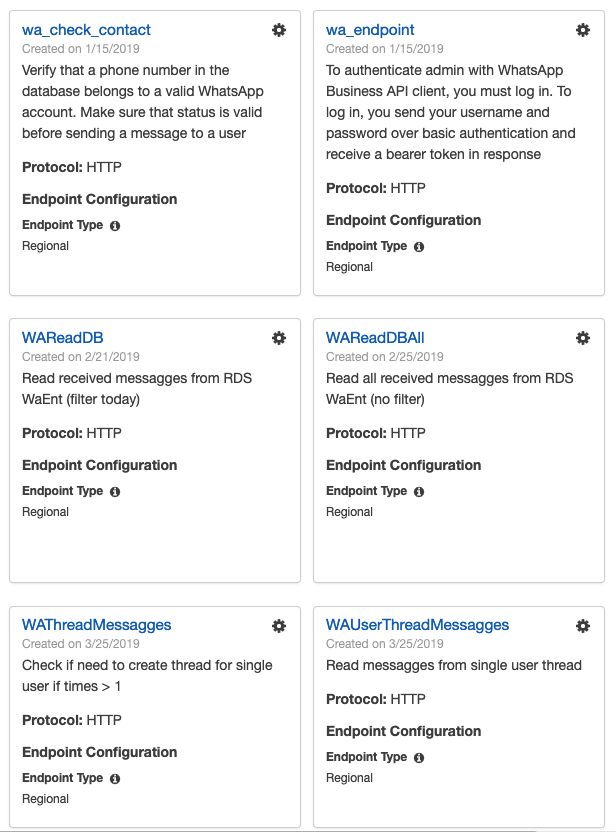 wa_check_contact
Created on 1/15/2019
Verify that a phone number in the
database belongs to a valid WhatsApp
account. Make sure that status is valid
before sending a message to a user
Protocol: HTTP
Endpoint Configuration
Endpoint Type
Regional
wa_endpoint
Created on 1/15/2019
To authenticate admin with WhatsApp
Business API client, you must log in. To
log in, you send your username and
password over basic authentication and
receive a bearer token in response
Protocol: HTTP
Endpoint Configuration
Endpoint Type
Regional
WAReadDB
Created on 2/21/2019
Read received messagges from RDS
WaEnt (filter today)
Protocol: HTTP
Endpoint Configuration
Endpoint Type
Regional
WAReadDBAll
Created on 2/25/2019
Read all received messagges from RDS
WaEnt (no filter)
Protocol: HTTP
Endpoint Configuration
Endpoint Type
Regional
WAThreadMessagges
Created on 3/25/2019
Check if need to create thread for single
user if times > 1
Protocol: HTTP
Endpoint Configuration
Endpoint Type
Regional
WAUserThreadMessagges
Created on 3/25/2019
Read messagges from single user thread
Protocol: HTTP
Endpoint Configuration
Endpoint Type
Regional